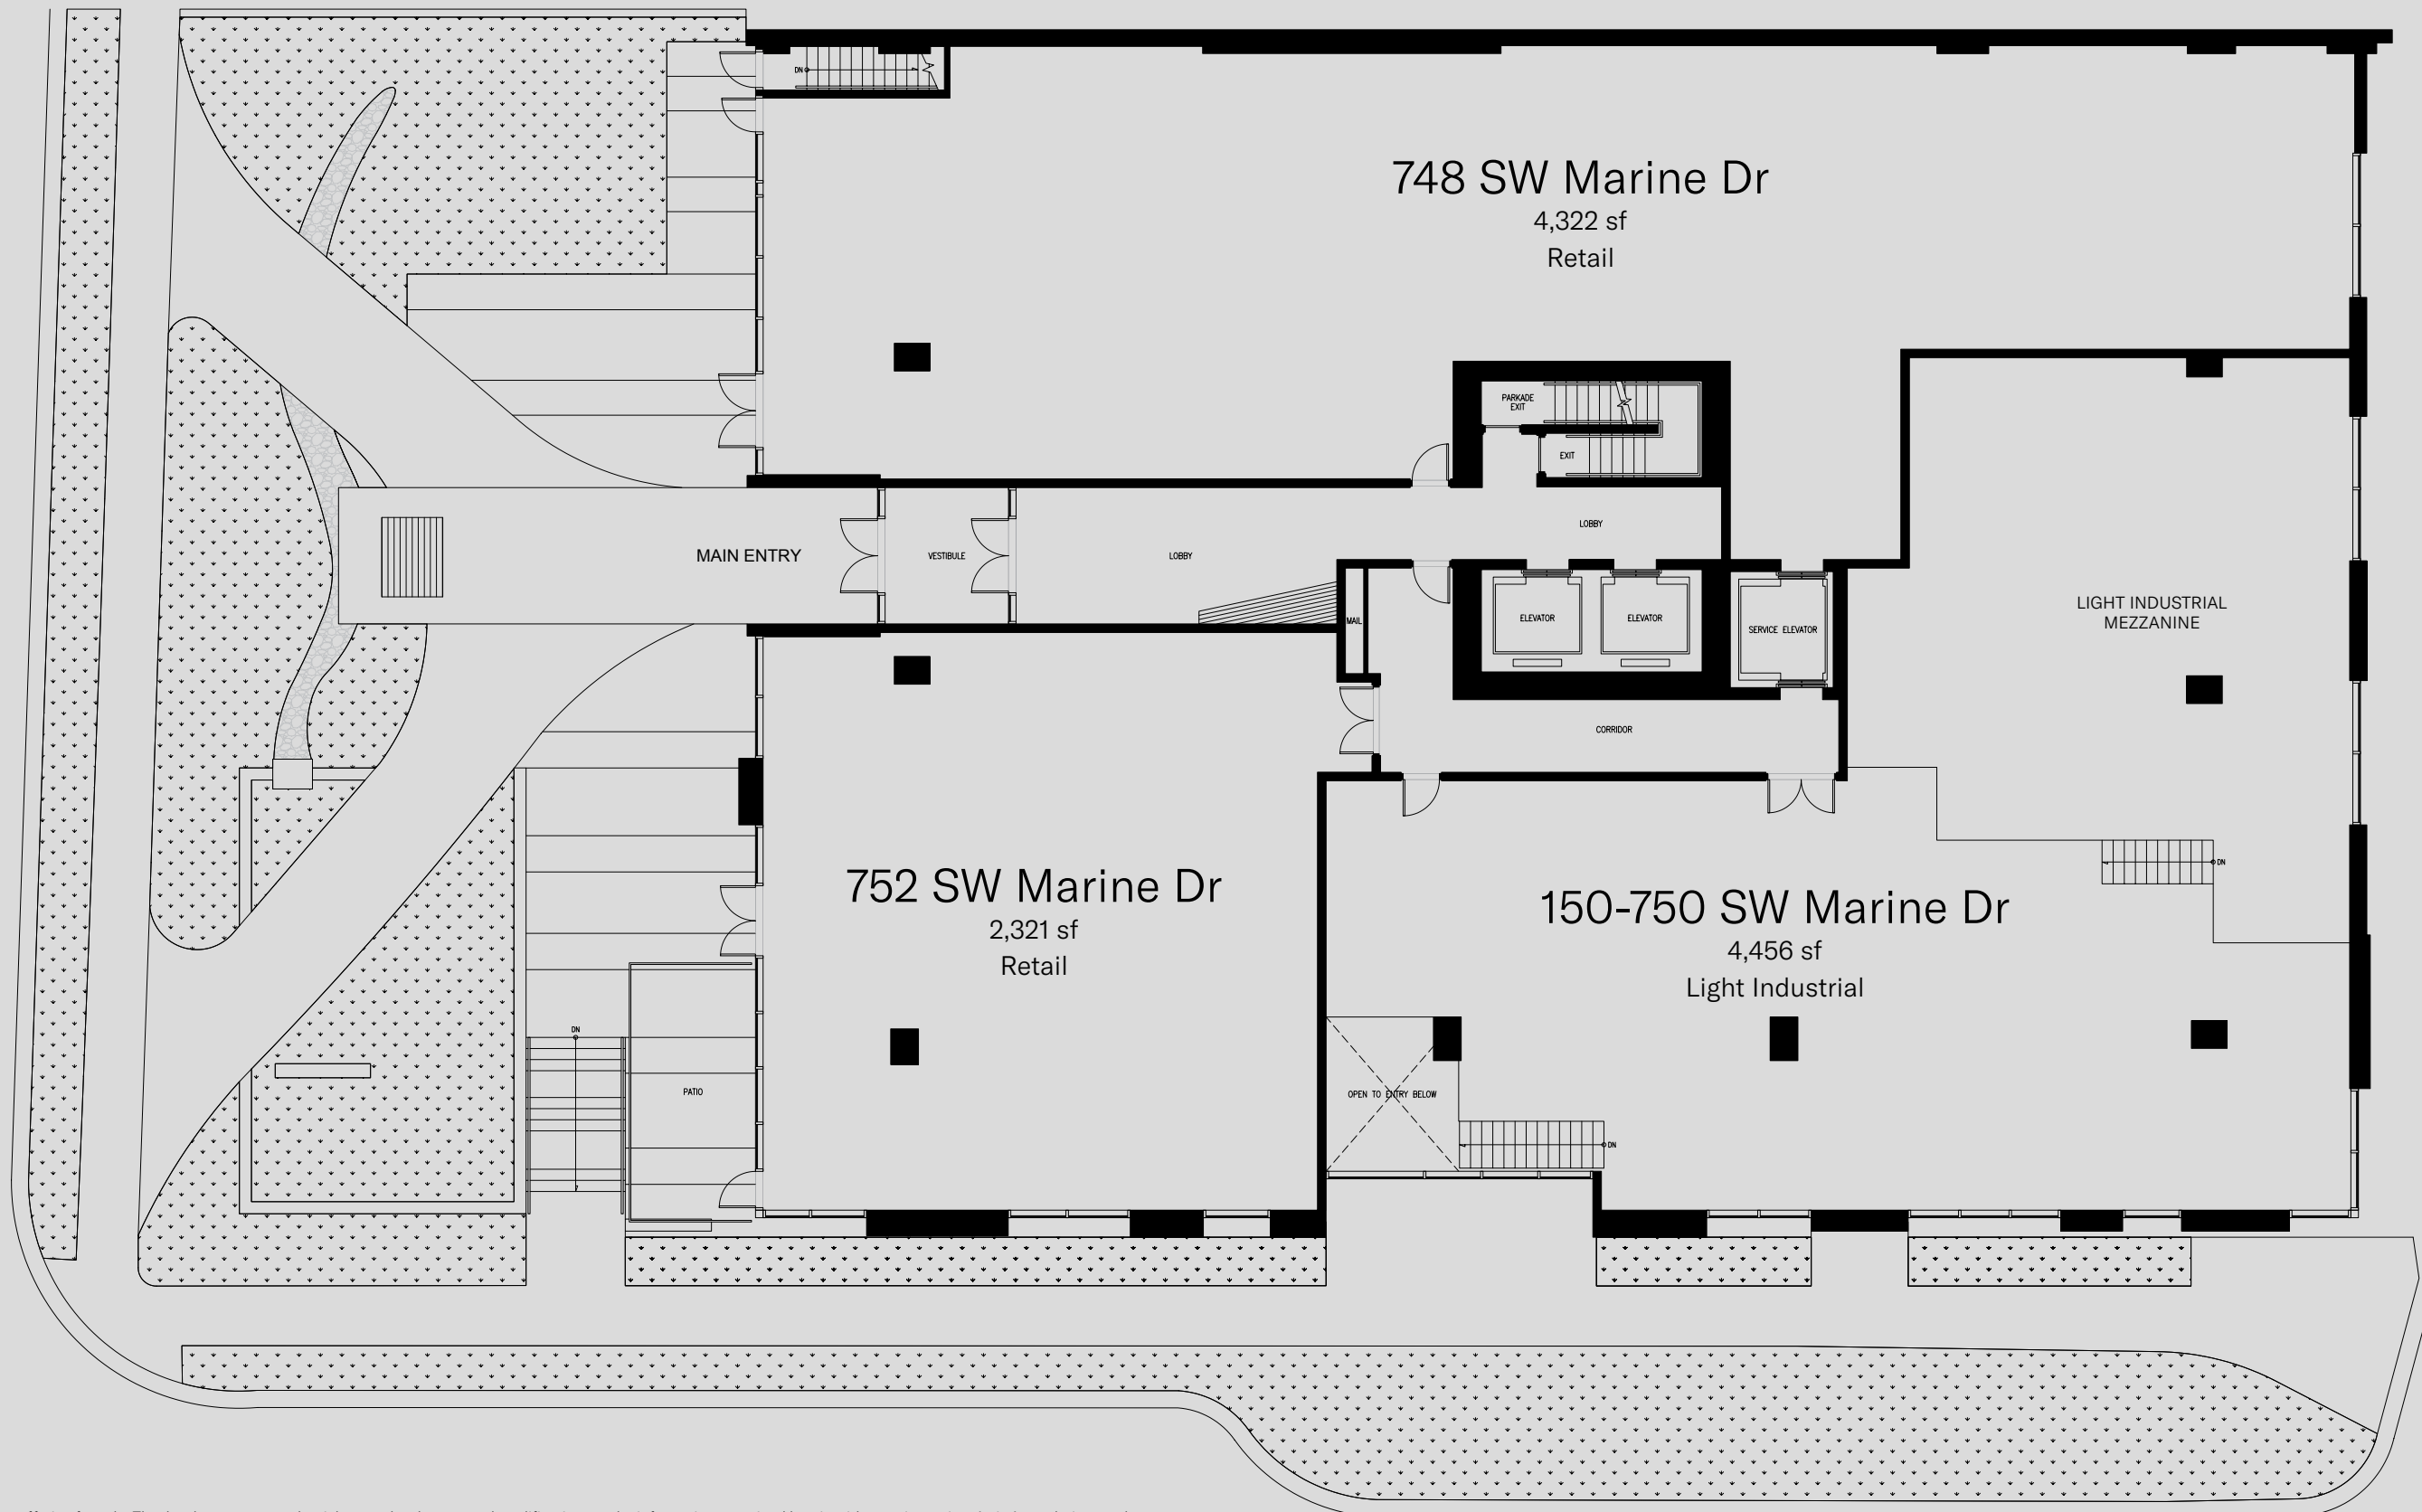 DN
748 SW Marine Dr
4,322 sf
Retail
PARKADE
EXIT
EXIT
LOBBY
MAIN ENTRY
VESTIBULE
LOBBY
MAIL
ELEVATOR
ELEVATOR
SERVICE ELEVATOR
LIGHT INDUSTRIAL
MEZZANINE
CORRIDOR
DN
752 SW Marine Dr
2,321 sf
Retail
150-750 SW Marine Dr
4,456 sf
Light Industrial
DN
PATIO
OPEN TO ENTRY BELOW
DN